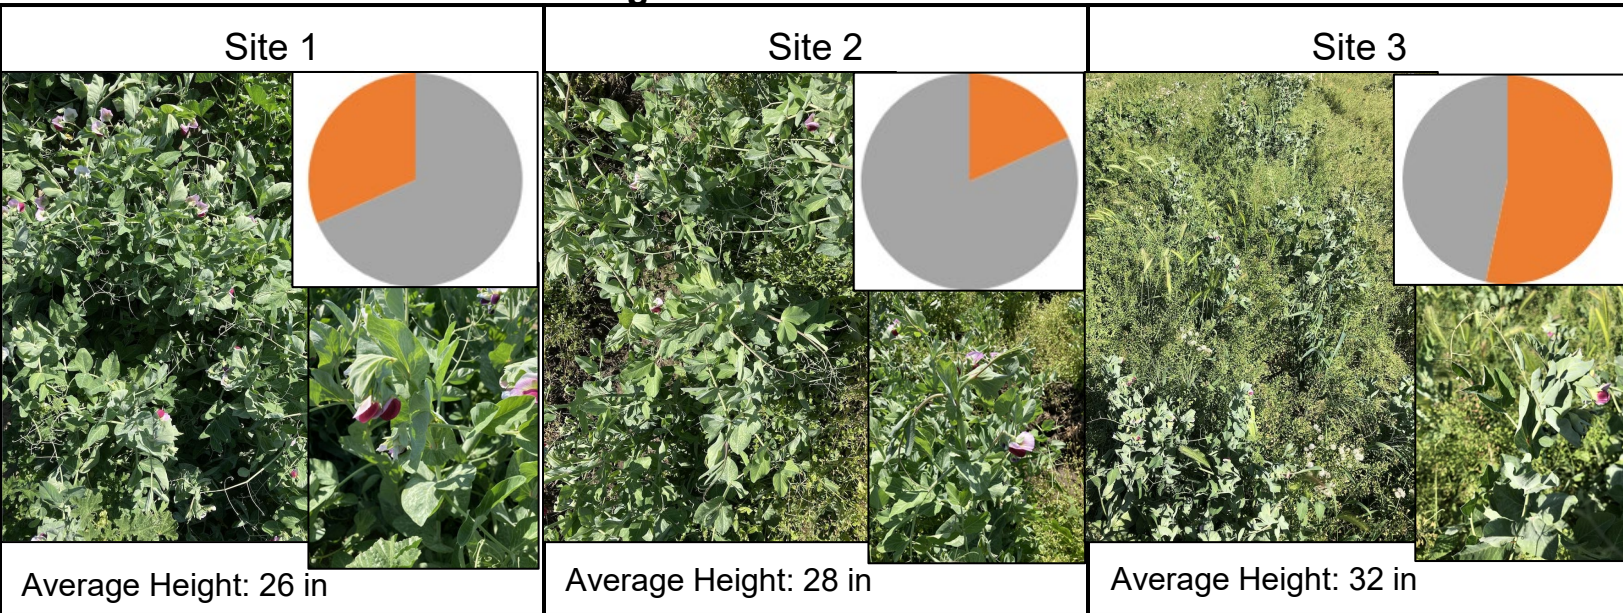 Site 1
Site 2
Site 3
Average Height: 26 in
Average Height: 28 in
Average Height: 32 in